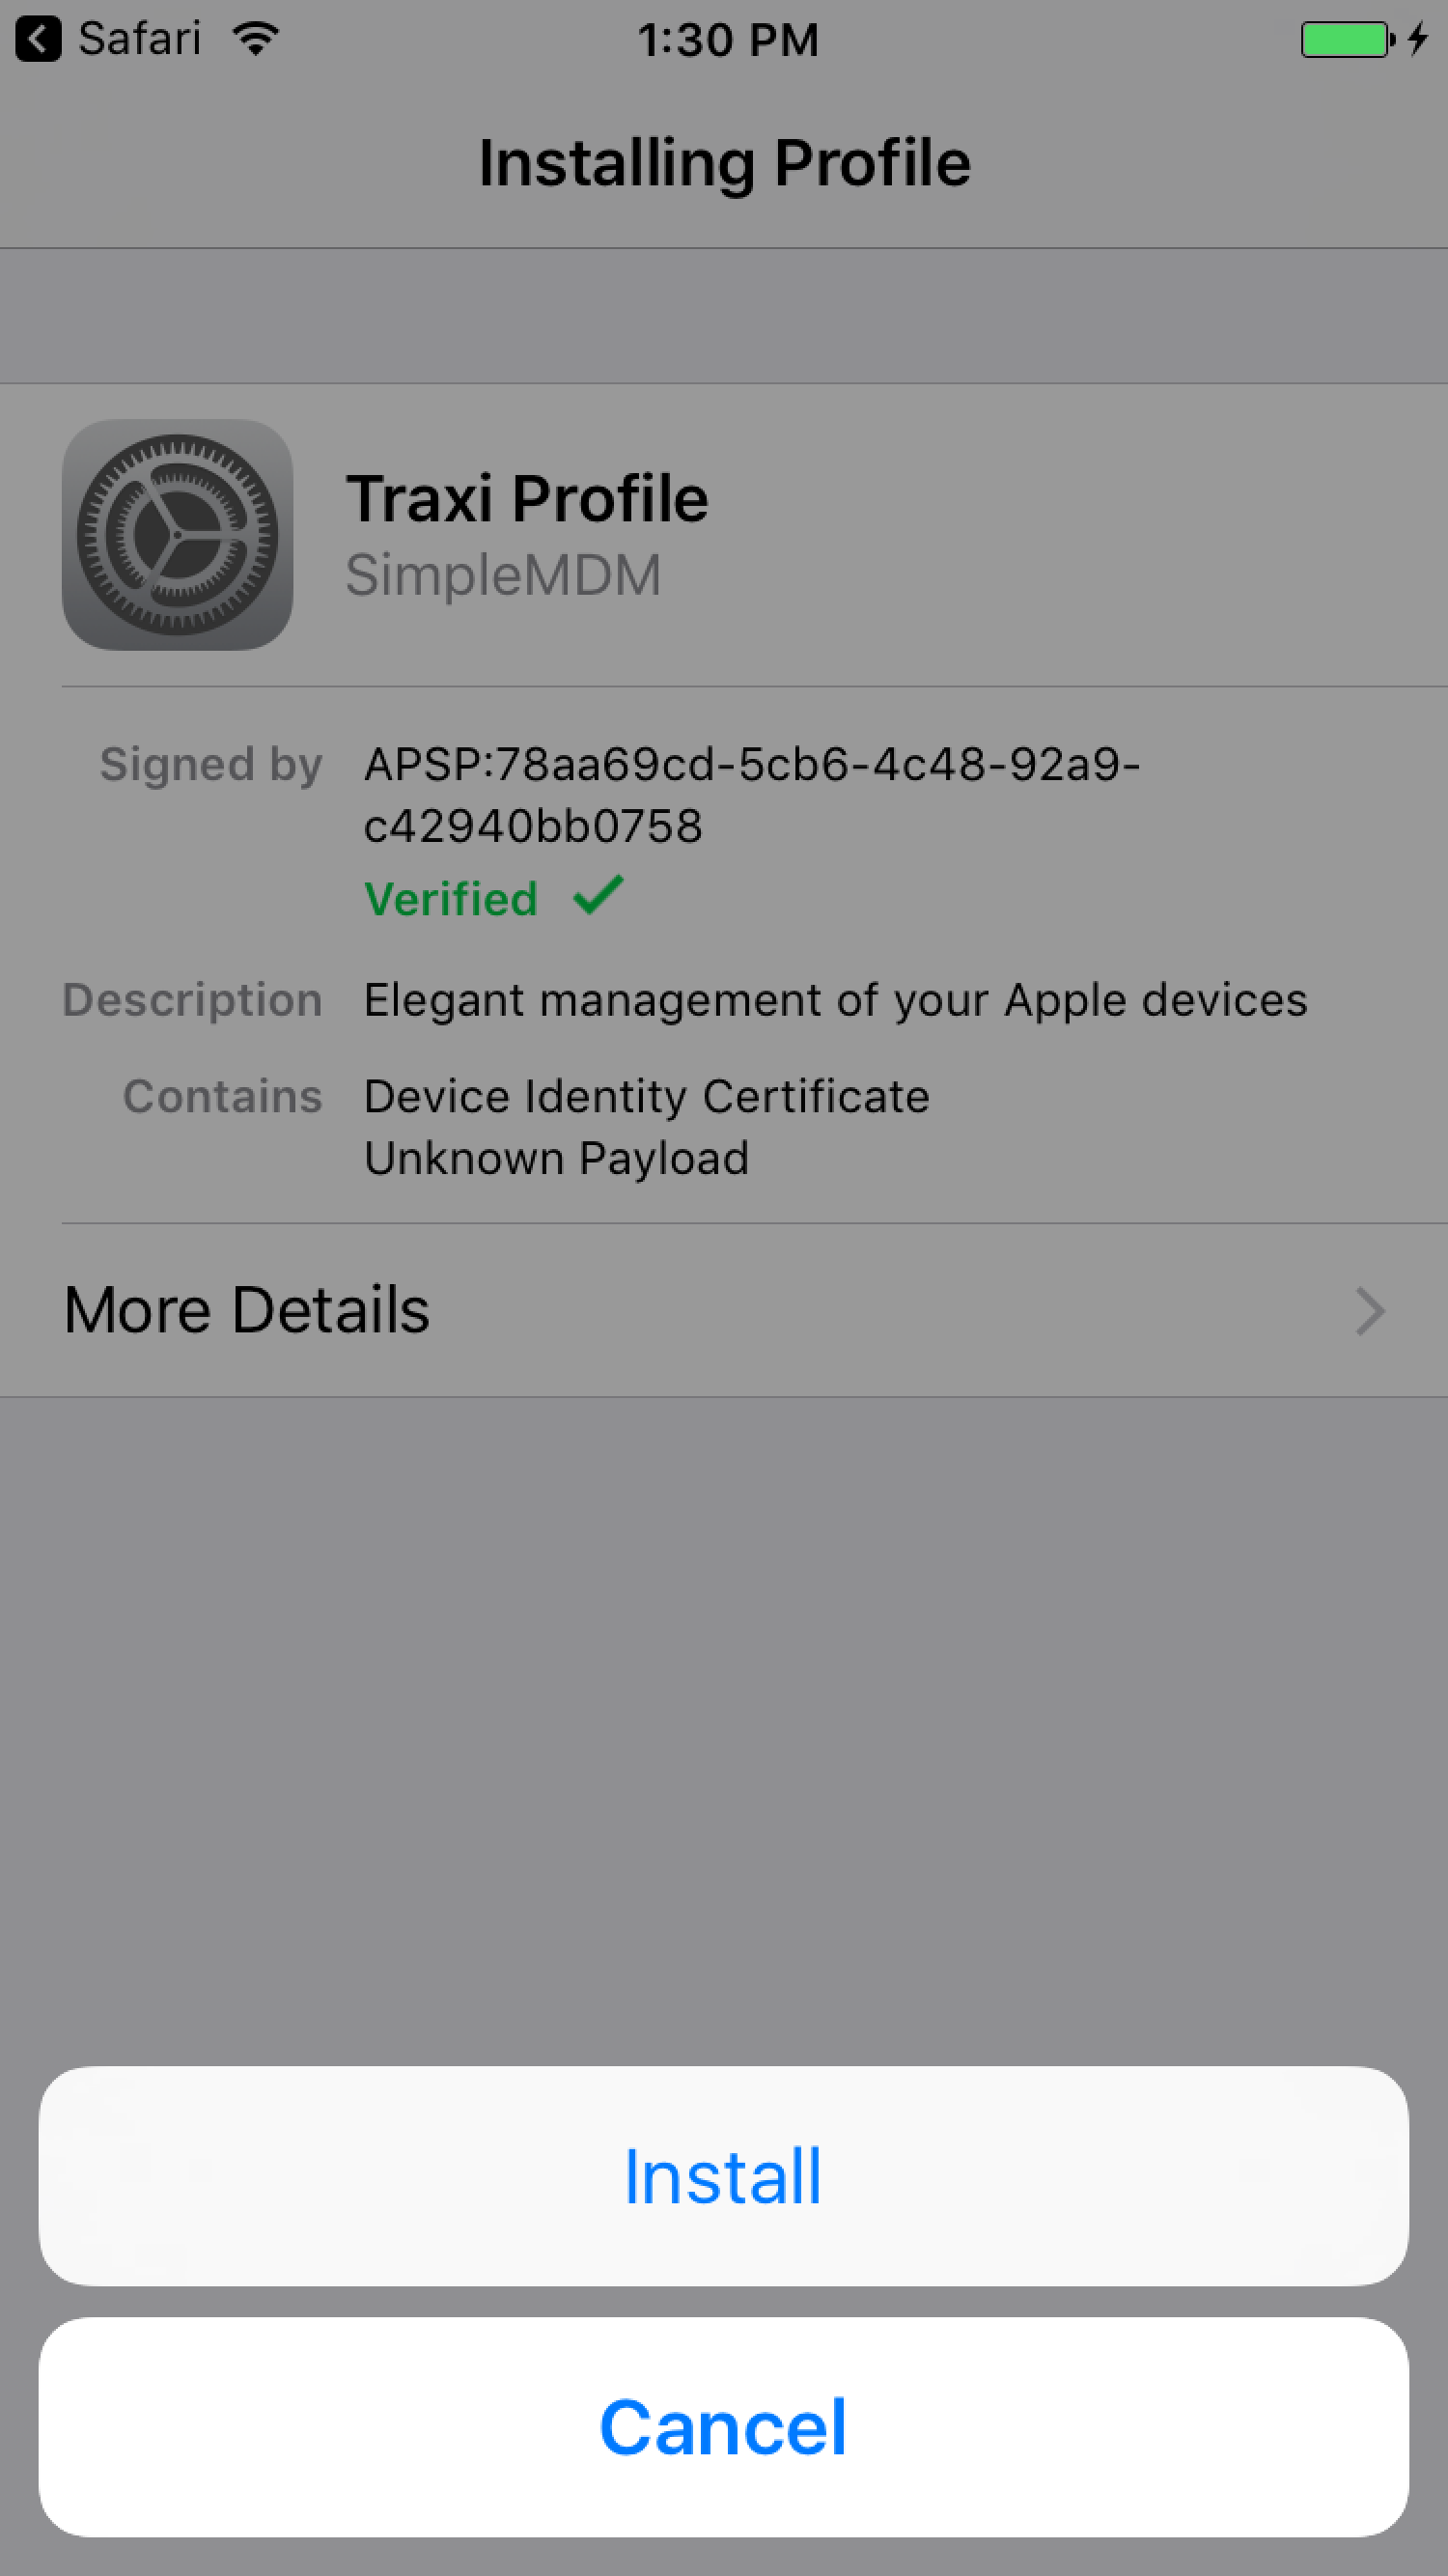 Safari 1:30 PM
Installing Profile
Traxi Profile
SimpleMDM
Signed by APSP:78aa69cd-5cb6-4c48-92a9-
c42940bb0758
Verified
Description Elegant management of your Apple devices
Contains Device Identity Certificate
Unknown Payload
More Details
Install
Cancel